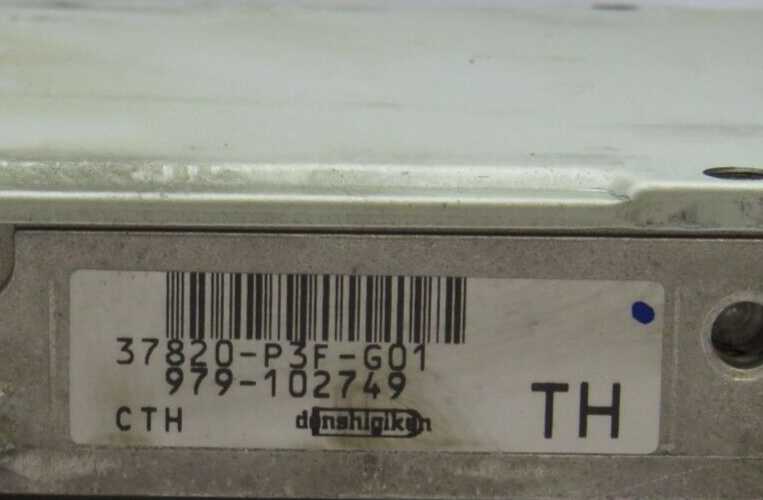 37820-P3F-G01
979-102749
CTH denshigiken TH